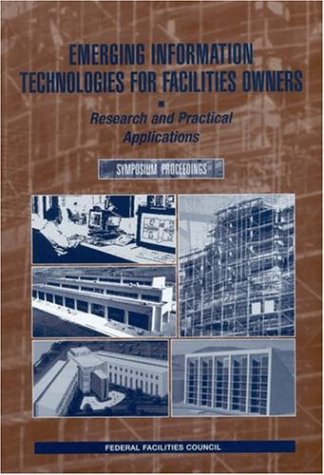 EMERGING INFORMATION
TECHNOLOGIES FOR FACILITIES OWNERS
Research and Practical
Applications
SYMPOSIUM PROCEEDINGS
FEDERAL FACILITIES COUNCIL